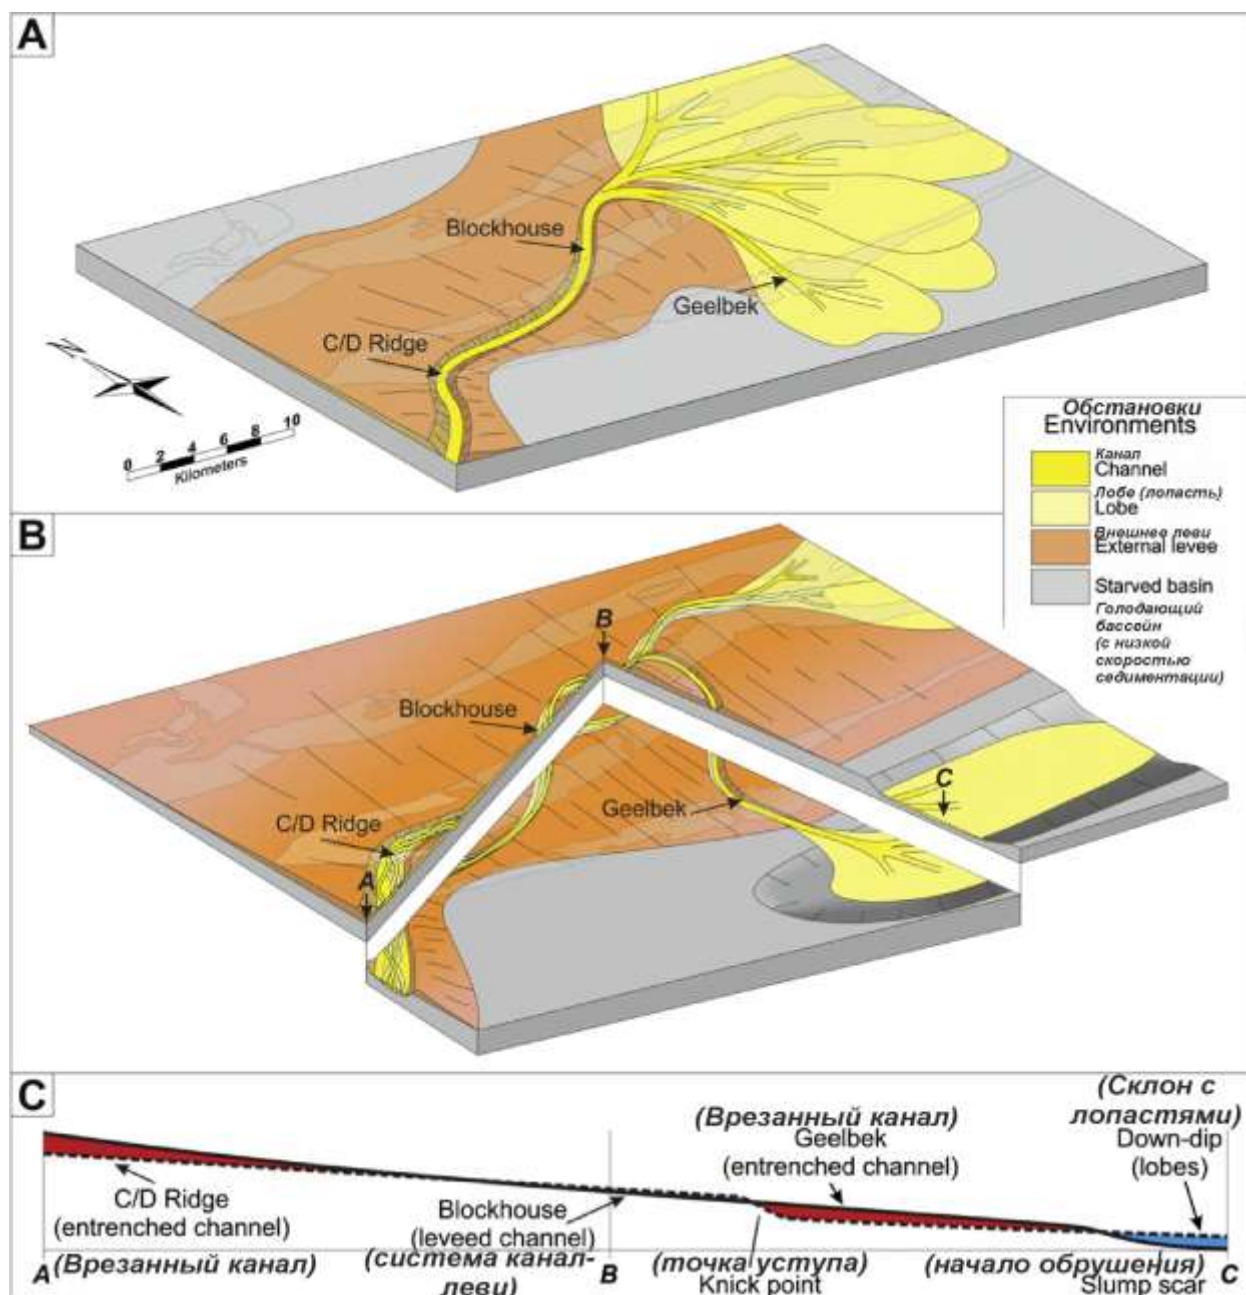 A
Blockhouse
Geelbek
C/D Ridge
N
0 2 4 6 8 10
Kilometers
Обстановки
Environments
Канал
Channel
Лобе (лопасть)
Lobe
Внешнее леви
External levee
Starved basin
Голодающий
бассейн
(с низкой
скоростью
седиментации)
B
B
Blockhouse
C
Geelbek
C/D Ridge
A
C
(Склон с
лопастями)
(Врезанный канал)
Geelbek
(entrenched channel)
Down-dip
(lobes)
C/D Ridge
(entrenched channel)
Blockhouse
(leveed channel)
A
(Врезанный канал)
(система канал-
леви)
B
(точка уступа)
Knick point
(начало обрушения)
Slump scar
C